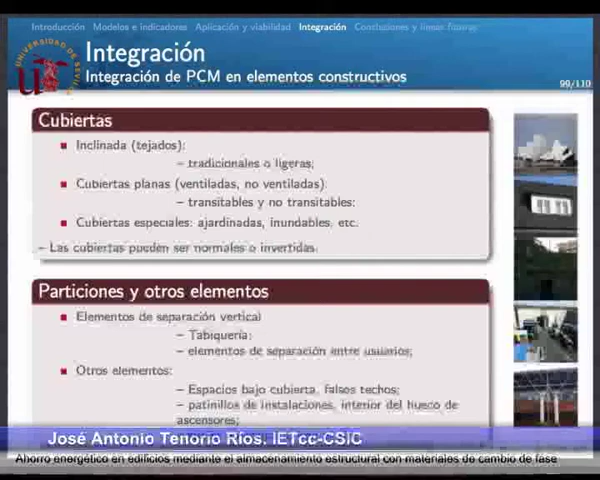 Introducción Modelos e indicadores Aplicación y viabilidad Integración Conclusiones y líneas futuras
UNIVERSIDAD DE SEVILLA
Integración
Integración de PCM en elementos constructivos
99/110
Cubiertas
Inclinada (tejados):
– tradicionales o ligeras;
Cubiertas planas (ventiladas, no ventiladas):
– transitables y no transitables;
Cubiertas especiales: ajardinadas, inundables, etc.
– Las cubiertas pueden ser normales o invertidas.
Particiones y otros elementos
Elementos de separación vertical
– Tabiquería;
– elementos de separación entre usuarios;
Otros elementos:
– Espacios bajo cubierta, falsos techos;
– patinillos de instalaciones, interior del hueco de
ascensores;
José Antonio Tenorio Ríos. IETcc-CSIC
Ahorro energético en edificios mediante el almacenamiento estructural con materiales de cambio de fase